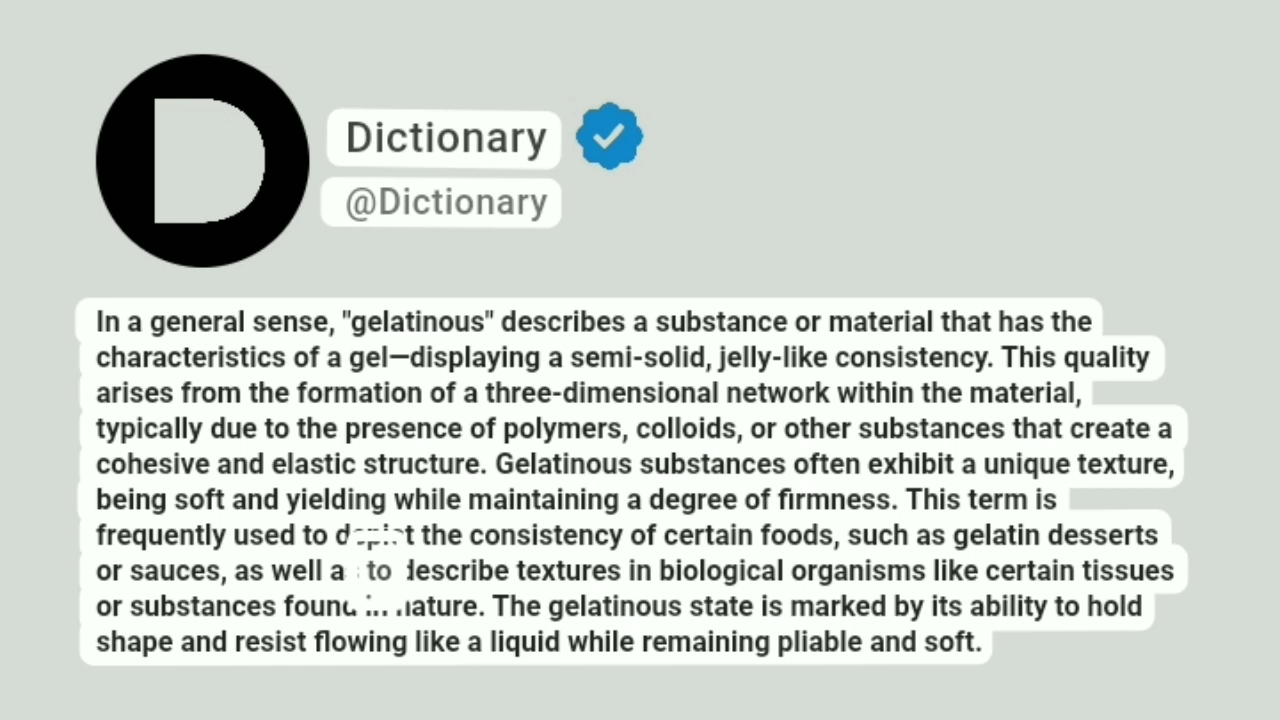 D
Dictionary
@Dictionary
In a general sense, "gelatinous" describes a substance or material that has the
characteristics of a gel—displaying a semi-solid, jelly-like consistency. This quality
arises from the formation of a three-dimensional network within the material,
typically due to the presence of polymers, colloids, or other substances that create a
cohesive and elastic structure. Gelatinous substances often exhibit a unique texture,
being soft and yielding while maintaining a degree of firmness. This term is
frequently used to the consistency of certain foods, such as gelatin desserts
or sauces, as well to describe textures in biological organisms like certain tissues
or substances found nature. The gelatinous state is marked by its ability to hold
shape and resist flowing like a liquid while remaining pliable and soft.